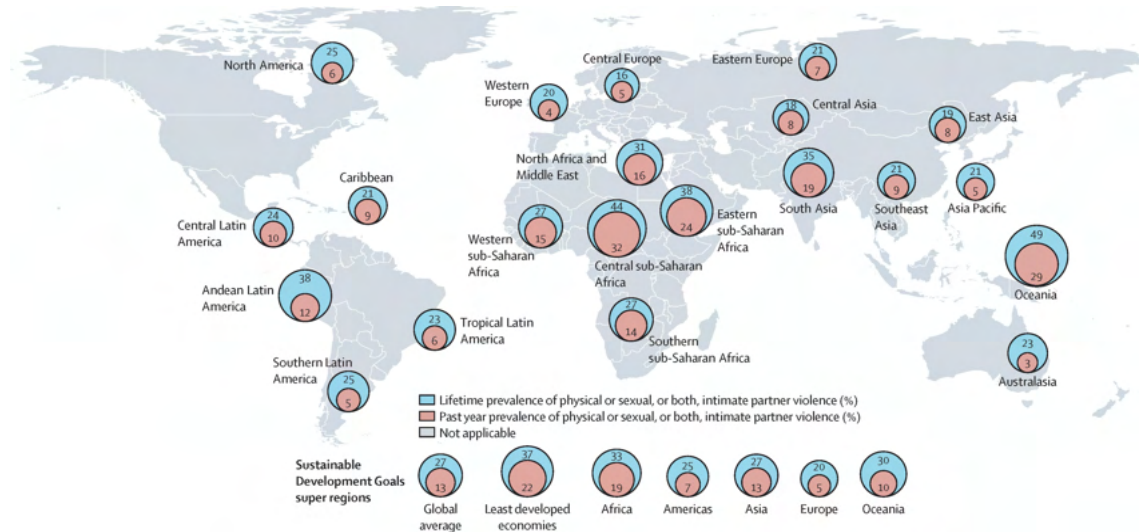 25
6
North America
20
4
Western
Europe
16
5
Central Europe
21
7
Eastern Europe
18
8
Central Asia
19
8
East Asia
31
16
North Africa and
Middle East
35
19
South Asia
21
9
Southeast
Asia
21
5
Asia Pacific
Caribbean
21
9
24
10
Central Latin
America
27
15
Western
sub-Saharan
Africa
44
32
Central sub-Saharan
Africa
38
24
Eastern
sub-Saharan
Africa
49
29
Oceania
38
12
Andean Latin
America
23
6
Tropical Latin
America
27
14
Southern
sub-Saharan Africa
23
3
Australasia
Southern Latin
America
25
5
Lifetime prevalence of physical or sexual, or both, intimate partner violence (%)
Past year prevalence of physical or sexual, or both, intimate partner violence (%)
Not applicable
Sustainable
Development Goals
super regions
27
13
Global
average
37
22
Least developed
economies
33
19
Africa
25
7
Americas
27
13
Asia
20
5
Europe
30
10
Oceania